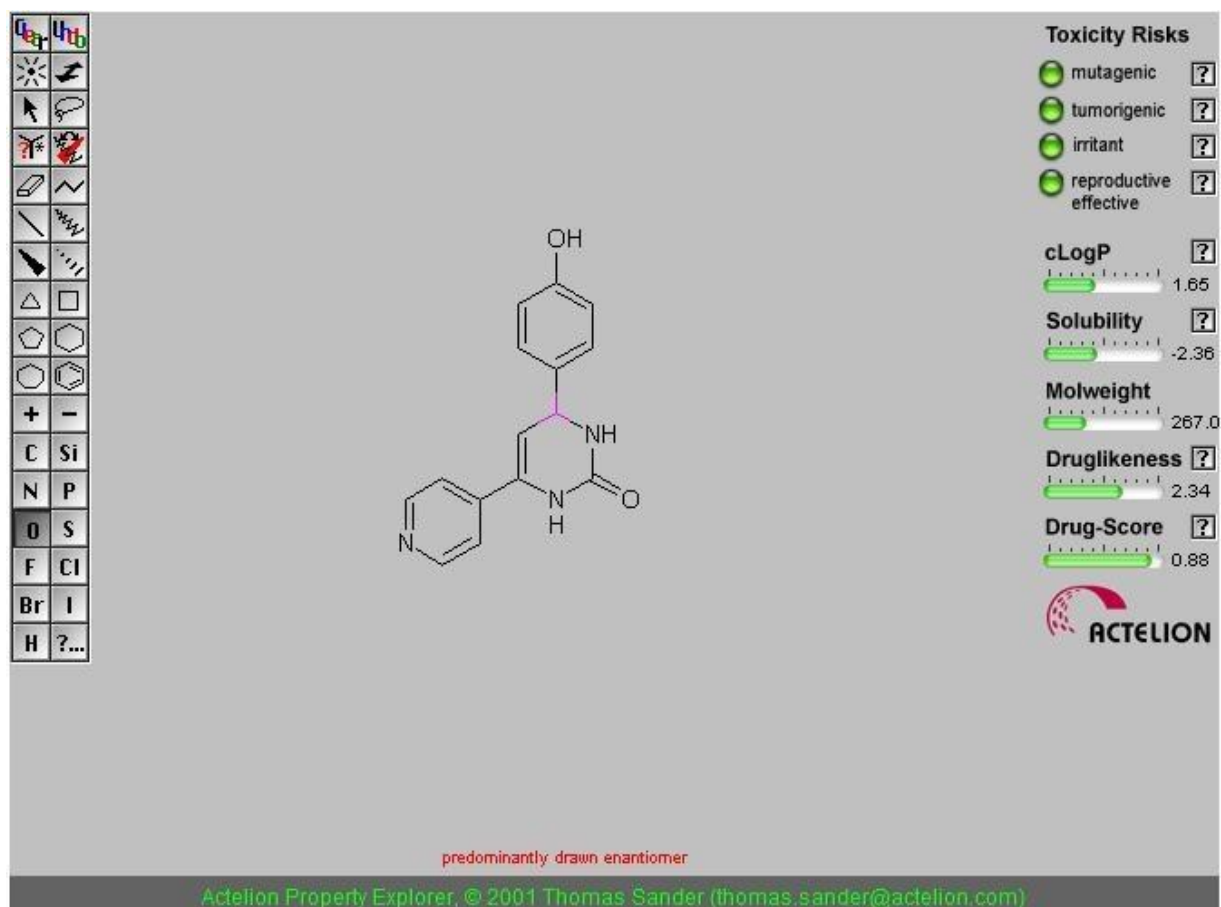 Clear Undo
?
*
+ −
C Si
N P
O S
F Cl
Br I
H ?...
OH
NH
N
H
O
N
predominantly drawn enantiomer
Toxicity Risks
mutagenic ?
tumorigenic ?
irritant ?
reproductive ?
effective
cLogP ?
1.65
Solubility ?
-2.36
Molweight
267.0
Druglikeness ?
2.34
Drug-Score ?
0.88
ACTELION
Actelion Property Explorer, © 2001 Thomas Sander (thomas.sander@actelion.com)